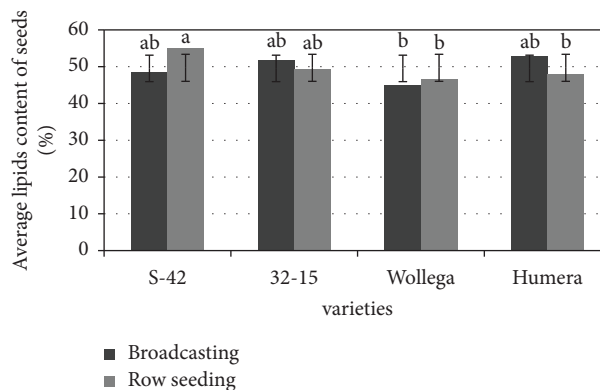 Average lipids content of seeds
(%)
60
50
40
30
20
10
0
ab a ab ab b b ab b
S-42 32-15 Wollega Humera
varieties
Broadcasting
Row seeding